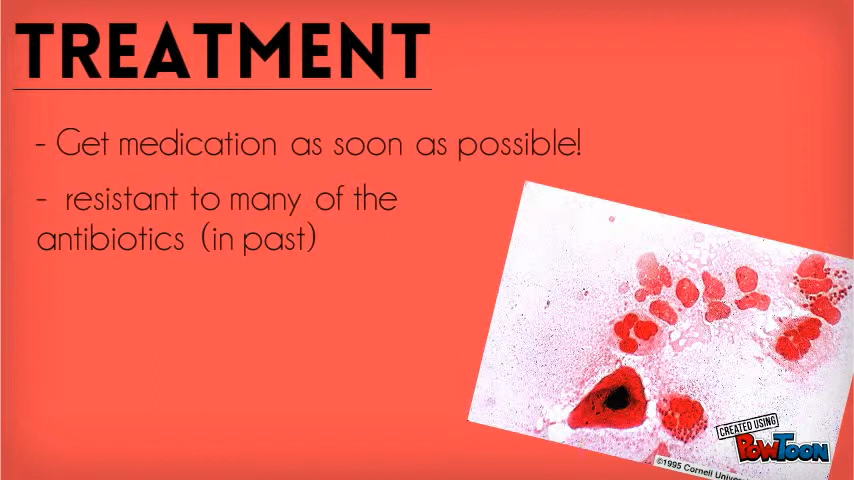 TREATMENT
- Get medication as soon as possible!
- resistant to many of the
antibiotics (in past)
CREATED USING
POWTOON
©1995 Cornell Univer